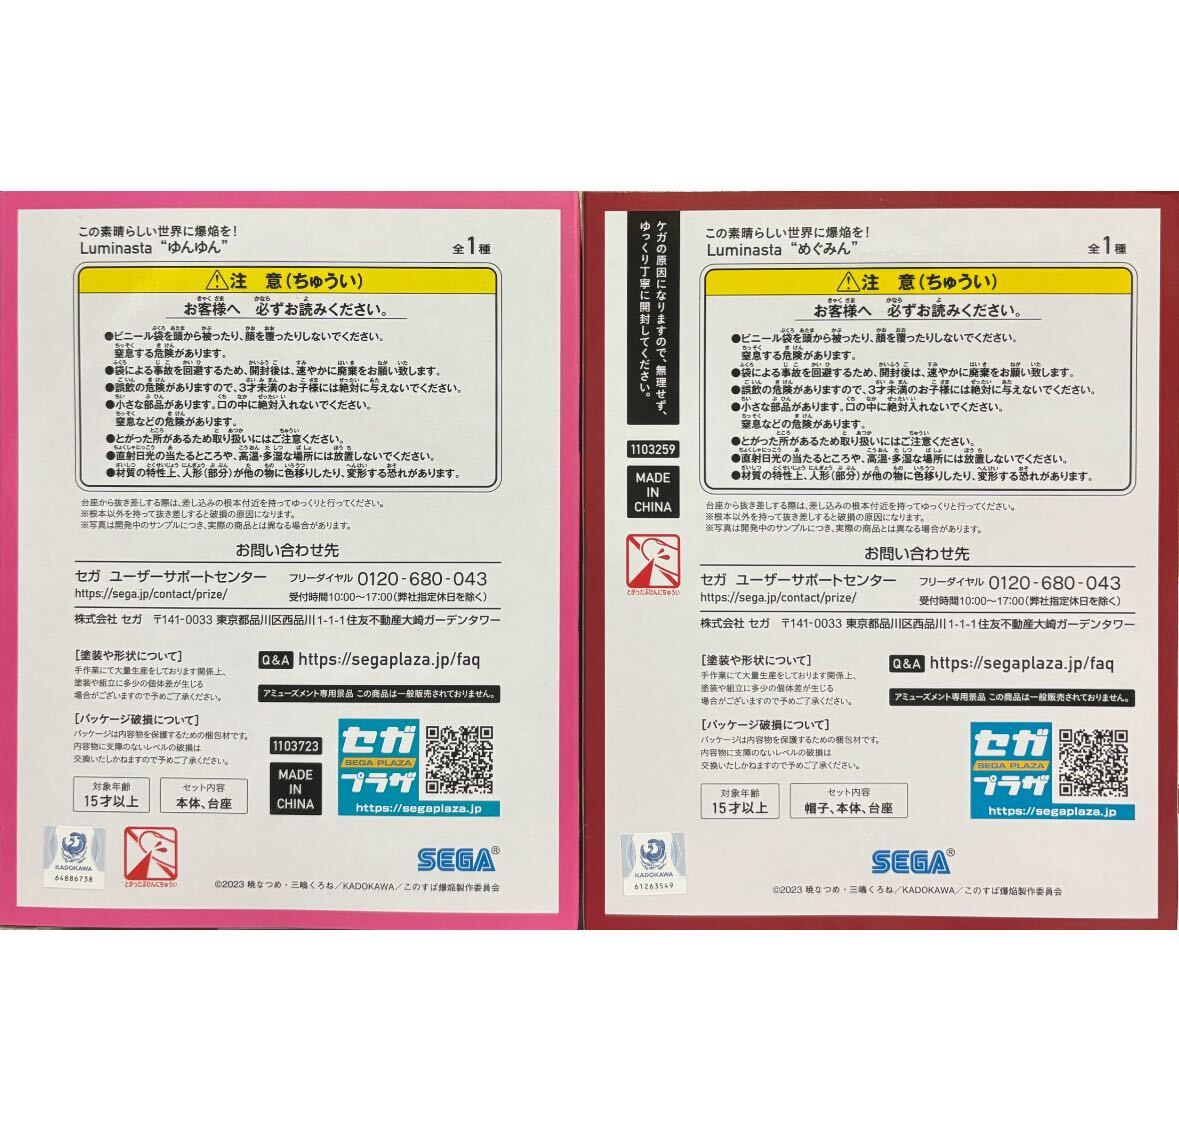 この素晴らしい世界に爆焔を!
Luminasta “ゆんゆん”
全1種
注 意(ちゅうい)
お客様へ 必ずお読みください。
●ビニール袋を頭から被ったり、顔を覆ったりしないでください。
窒息する危険があります。
●袋による事故を回避するため、開封後は、速やかに廃棄をお願い致します。
●誤飲の危険がありますので、3才未満のお子様には絶対に与えないでください。
●小さな部品があります。口の中に絶対入れないでください。
窒息などの危険があります。
●とがった所があるため取り扱いにはご注意ください。
●直射日光の当たるところや、高温・多湿な場所には放置しないでください。
●材質の特性上、人形(部分)が他の物に色移りしたり、変形する恐れがあります。
台座から抜き差しする際は、差し込みの根本付近を持ってゆっくりと行ってください。
※根本以外を持って抜き差しすると破損の原因になります。
※写真は開発中のサンプルにつき、実際の商品とは異なる場合があります。
お問い合わせ先
セガ ユーザーサポートセンター フリーダイヤル 0120-680-043
https://sega.jp/contact/prize/ 受付時間10:00～17:00(弊社指定休日を除く)
株式会社 セガ 〒141-0033 東京都品川区西品川1-1-1住友不動産大崎ガーデンタワー
[塗装や形状について]
手作業にて大量生産をしております関係上、
塗装や組立に多少の個体差が生じる
場合がございますので予めご了承ください。
Q&A https://segaplaza.jp/faq
アミューズメント専用景品 この商品は一般販売されておりません。
[パッケージ破損について]
パッケージは内容物を保護するための梱包材です。
内容物に支障のないレベルの破損は
交換いたしかねますので予めご了承ください。
1103723
MADE
IN
CHINA
セガ
SEGA PLAZA
プラザ
https://segaplaza.jp
対象年齢
15才以上
セット内容
本体、台座
KADOKAWA
64886738
とがったぶひんにちゅうい
SEGA®
©2023 暁なつめ・三嶋くろね/KADOKAWA/このすば爆焔製作委員会
ケガの原因になりますので、無理せず、
ゆっくり丁寧に開封してください。
1103259
MADE
IN
CHINA
とがったぶひんにちゅうい
この素晴らしい世界に爆焔を!
Luminasta “めぐみん”
全1種
注 意(ちゅうい)
お客様へ 必ずお読みください。
●ビニール袋を頭から被ったり、顔を覆ったりしないでください。
窒息する危険があります。
●袋による事故を回避するため、開封後は、速やかに廃棄をお願い致します。
●誤飲の危険がありますので、3才未満のお子様には絶対に与えないでください。
●小さな部品があります。口の中に絶対入れないでください。
窒息などの危険があります。
●とがった所があるため取り扱いにはご注意ください。
●直射日光の当たるところや、高温・多湿な場所には放置しないでください。
●材質の特性上、人形(部分)が他の物に色移りしたり、変形する恐れがあります。
台座から抜き差しする際は、差し込みの根本付近を持ってゆっくりと行ってください。
※根本以外を持って抜き差しすると破損の原因になります。
※写真は開発中のサンプルにつき、実際の商品とは異なる場合があります。
お問い合わせ先
セガ ユーザーサポートセンター フリーダイヤル 0120-680-043
https://sega.jp/contact/prize/ 受付時間10:00～17:00(弊社指定休日を除く)
株式会社 セガ 〒141-0033 東京都品川区西品川1-1-1住友不動産大崎ガーデンタワー
[塗装や形状について]
手作業にて大量生産をしております関係上、
塗装や組立に多少の個体差が生じる
場合がございますので予めご了承ください。
Q&A https://segaplaza.jp/faq
アミューズメント専用景品 この商品は一般販売されておりません。
[パッケージ破損について]
パッケージは内容物を保護するための梱包材です。
内容物に支障のないレベルの破損は
交換いたしかねますので予めご了承ください。
セガ
SEGA PLAZA
プラザ
https://segaplaza.jp
対象年齢
15才以上
セット内容
帽子、本体、台座
KADOKAWA
61263549
SEGA®
©2023 暁なつめ・三嶋くろね/KADOKAWA/このすば爆焔製作委員会